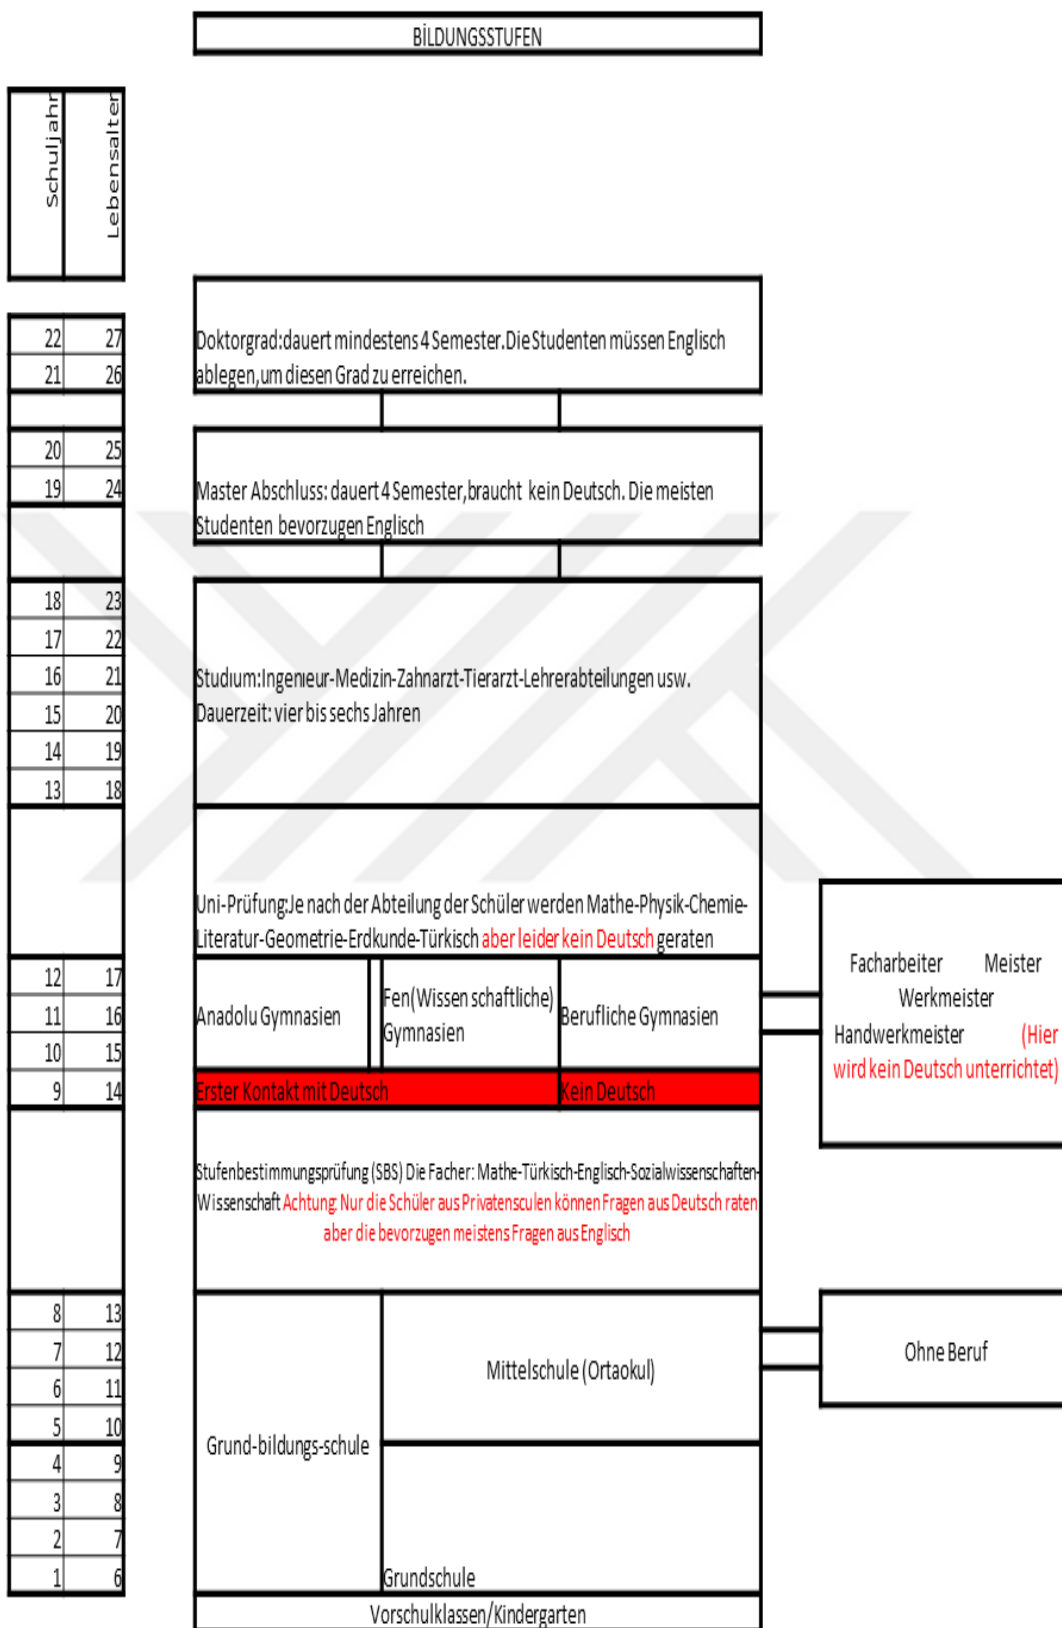 BİLDUNGSSTUFEN
Schuljahr
Lebensalter
22 27
21 26
Doktorgrad:dauert mindestens 4 Semester.Die Studenten müssen Englisch
ablegen,um diesen Grad zu erreichen.
20 25
19 24
Master Abschluss: dauert 4 Semester,braucht kein Deutsch. Die meisten
Studenten bevorzugen Englisch
18 23
17 22
16 21
15 20
14 19
13 18
Studıum:Ingenıeur-Medizin-Zahnarzt-Tierarzt-Lehrerabteilungen usw.
Dauerzeit: vier bis sechs Jahren
Uni-Prüfung:Je nach der Abteilung der Schüler werden Mathe-Physik-Chemie-
Literatur-Geometrie-Erdkunde-Türkisch aber leider kein Deutsch geraten
12 17
11 16
10 15
9 14
Anadolu Gymnasien
Fen(Wissen schaftliche)
Gymnasien
Berufliche Gymnasien
Facharbeiter Meister
Werkmeister
Handwerkmeister (Hier
wird kein Deutsch unterrichtet)
Erster Kontakt mit Deutsch
Kein Deutsch
Stufenbestimmungsprüfung (SBS) Die Facher: Mathe-Türkisch-Englisch-Sozialwissenschaften-
Wissenschaft Achtung: Nur die Schüler aus Privatensculen können Fragen aus Deutsch raten
aber die bevorzugen meistens Fragen aus Englisch
8 13
7 12
6 11
5 10
4 9
3 8
2 7
1 6
Grund-bildungs-schule
Mittelschule (Ortaokul)
Ohne Beruf
Grundschule
Vorschulklassen/Kindergarten